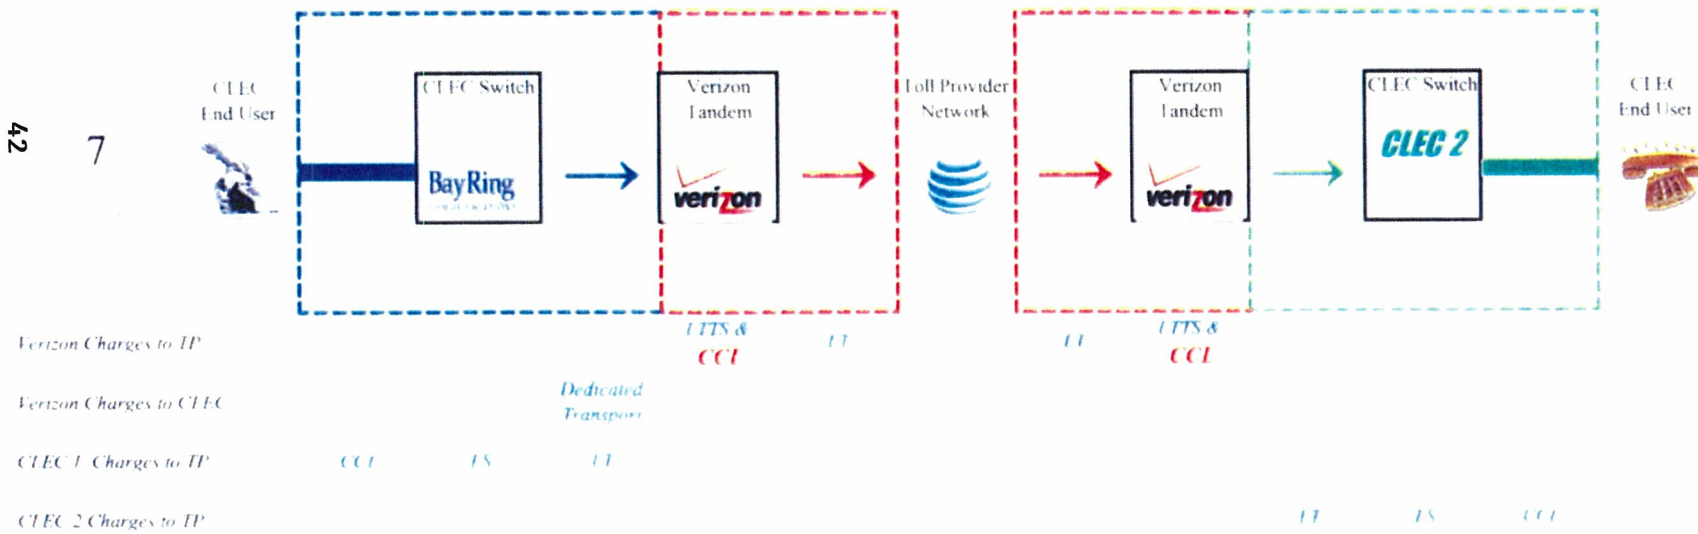 42
7
CLEC
End User
CLEC Switch
BayRing
COMMUNICATIONS
Verizon
Tandem
verizon
Toll Provider
Network
Verizon
Tandem
verizon
CLEC Switch
CLEC 2
CLEC
End User
Verizon Charges to TP
LTTS &
CCL
LT
LT
LTTS &
CCL
Verizon Charges to CLEC
Dedicated
Transport
CLEC 1 Charges to TP
CCL
LS
LT
CLEC 2 Charges to TP
LT
LS
CCL